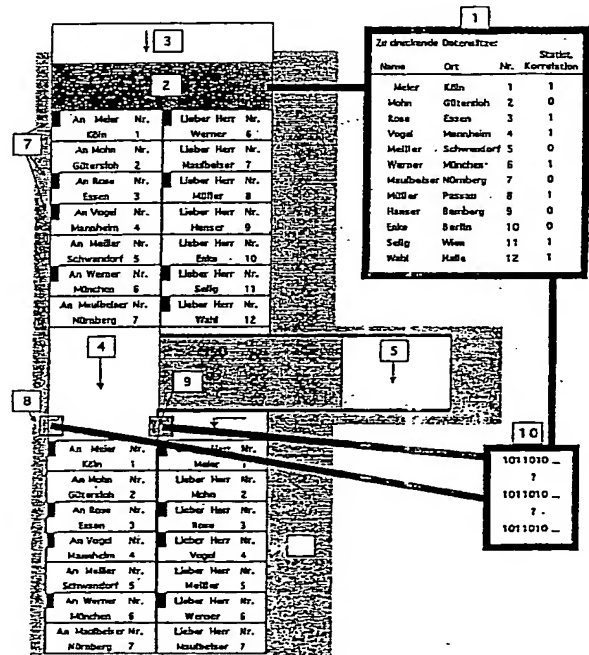 1
Zu druckende Datensätze:
Statist.
Name Ort Nr. Korrelation
Meier Köln 1 1
Mohn Gütersloh 2 0
Rose Essen 3 1
Vogel Mannheim 4 1
Meißler Schwandorf 5 0
Werner München 6 1
Maulbeiser Nürnberg 7 0
Müller Passau 8 1
Hanser Bamberg 9 0
Enke Berlin 10 0
Selig Wien 11 1
Wahl Halle 12 1
3
2
7
An Meier Nr. Lieber Herr Nr.
Köln 1 Werner 6
An Mohn Nr. Lieber Herr Nr.
Gütersloh 2 Maulbeiser 7
An Rose Nr. Lieber Herr Nr.
Essen 3 Müller 8
An Vogel Nr. Lieber Herr Nr.
Mannheim 4 Hanser 9
An Meißler Nr. Lieber Herr Nr.
Schwandorf 5 Enke 10
An Werner Nr. Lieber Herr Nr.
München 6 Selig 11
An Maulbeiser Nr. Lieber Herr Nr.
Nürnberg 7 Wahl 12
4
5
9
8
10
1011010 _
?
1011010 _
?
1011010 _
An Meier Nr. Lieber Herr Nr.
Köln 1 Meier 1
An Mohn Nr. Lieber Herr Nr.
Gütersloh 2 Mohn 2
An Rose Nr. Lieber Herr Nr.
Essen 3 Rose 3
An Vogel Nr. Lieber Herr Nr.
Mannheim 4 Vogel 4
An Meißler Nr. Lieber Herr Nr.
Schwandorf 5 Meißler 5
An Werner Nr. Lieber Herr Nr.
München 6 Werner 6
An Maulbeiser Nr. Lieber Herr Nr.
Nürnberg 7 Maulbeiser 7